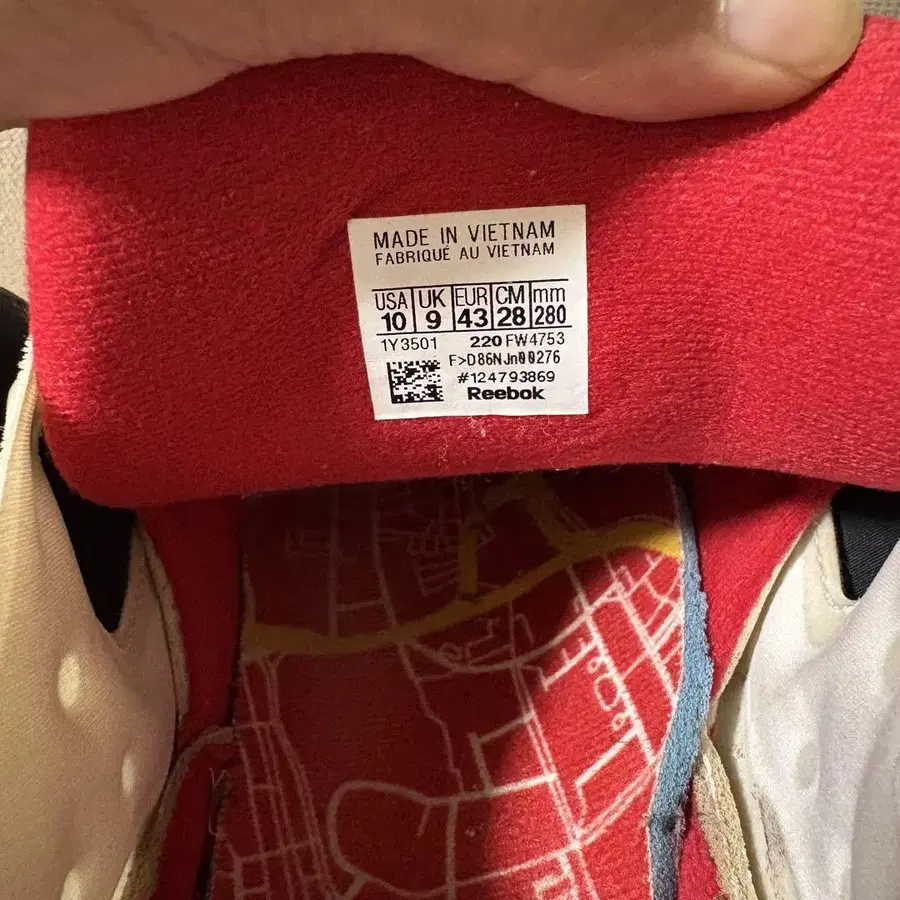 MADE IN VIETNAM
FABRIQUÉ AU VIETNAM
USA UK EUR CM mm
10 9 43 28 280
1Y3501 220 FW4753
F>D86NJn00276
#124793869
Reebok